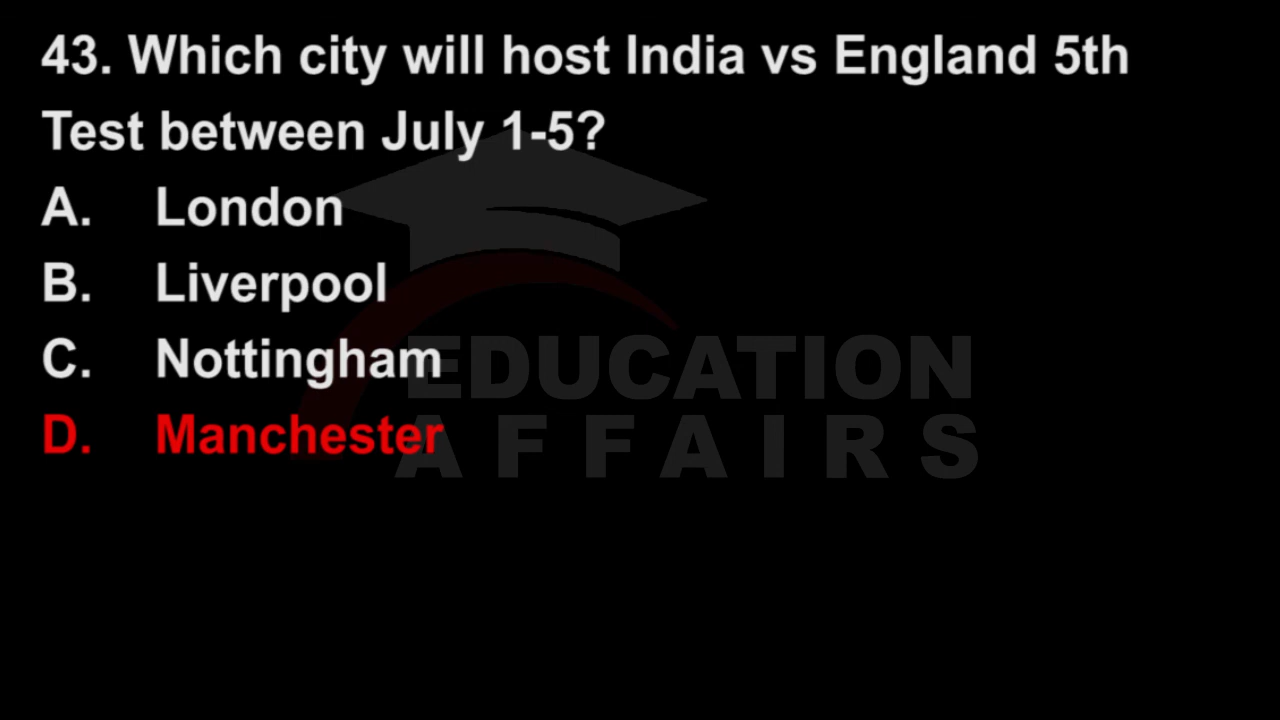 43. Which city will host India vs England 5th
Test between July 1-5?
A. London
B. Liverpool
C. Nottingham
D. Manchester
EDUCATION
AFFAIRS